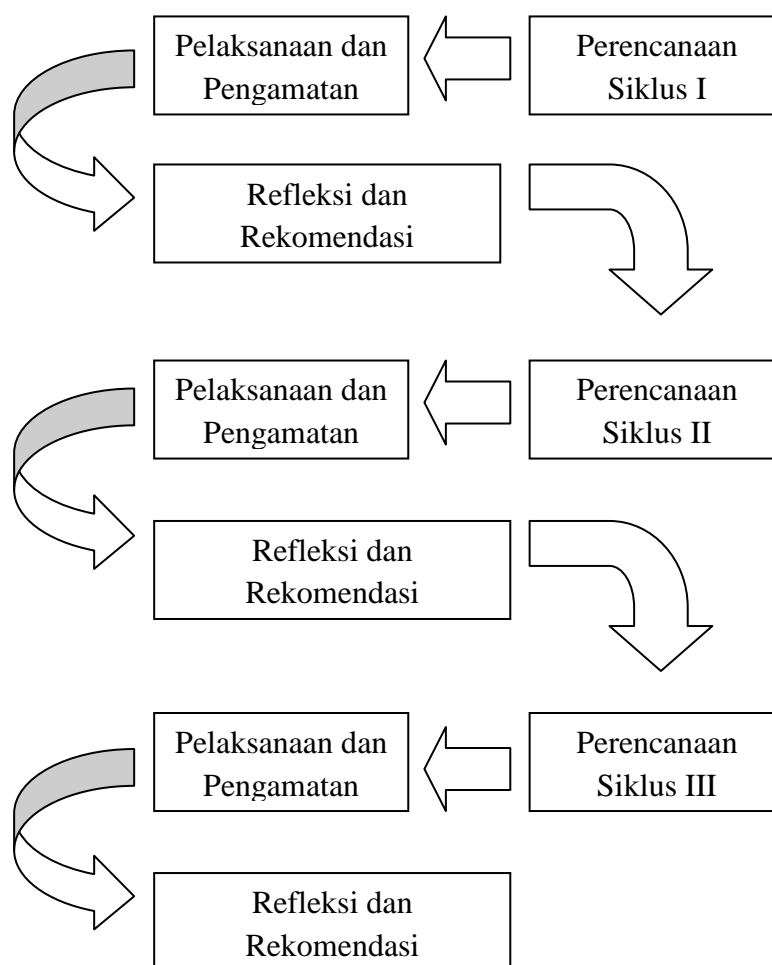 Pelaksanaan dan
Pengamatan
Perencanaan
Siklus I
Refleksi dan
Rekomendasi
Pelaksanaan dan
Pengamatan
Perencanaan
Siklus II
Refleksi dan
Rekomendasi
Pelaksanaan dan
Pengamatan
Perencanaan
Siklus III
Refleksi dan
Rekomendasi